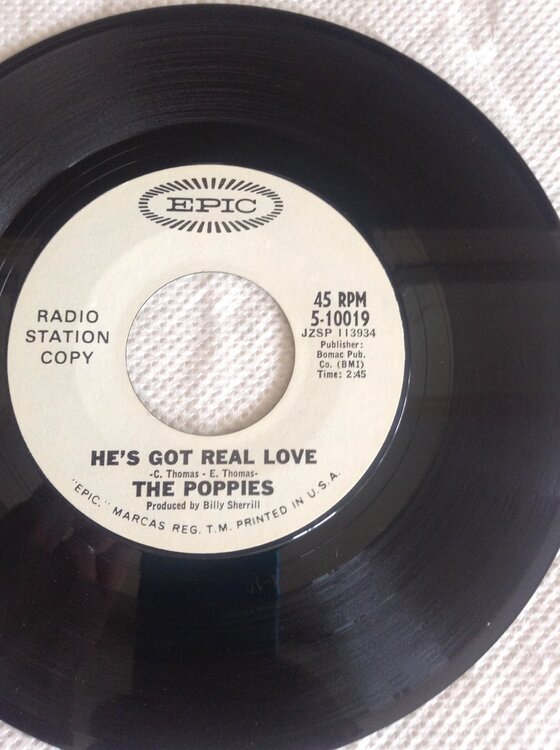 EPIC
RADIO
STATION
COPY
45 RPM
5-10019
JZSP 113934
Publisher:
Bomac Pub.
Co. (BMI)
Time: 2:45
HE'S GOT REAL LOVE
-C. Thomas - E. Thomas-
THE POPPIES
Produced by Billy Sherrill
"EPIC," MARCAS REG. T.M. PRINTED IN U.S.A.